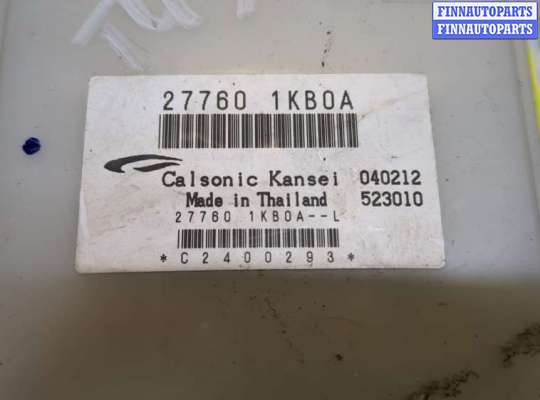 FINNAUTOPARTS
FINNAUTOPARTS
27760 1KB0A
Calsonic Kansei 040212
Made in Thailand 523010
27760 1KB0A--L
*C2400293*